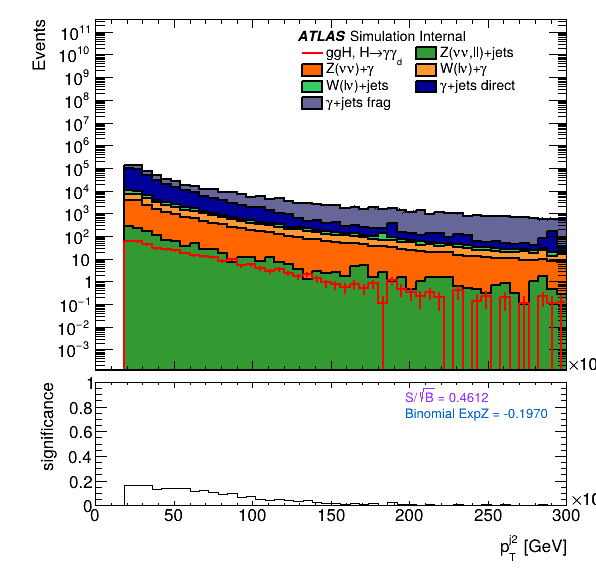 ATLAS Simulation Internal
ggH, H→γγ_d
Z(νν,ll)+jets
Z(νν)+γ
W(lν)+γ
W(lν)+jets
γ+jets direct
γ+jets frag
Events
10¹¹
10¹⁰
10⁹
10⁸
10⁷
10⁶
10⁵
10⁴
10³
10²
10
1
10⁻¹
10⁻²
10⁻³
×10
S/√B = 0.4612
Binomial ExpZ = -0.1970
significance
1
0.8
0.6
0.4
0.2
0
×10
0 50 100 150 200 250 300
p_T^j2 [GeV]